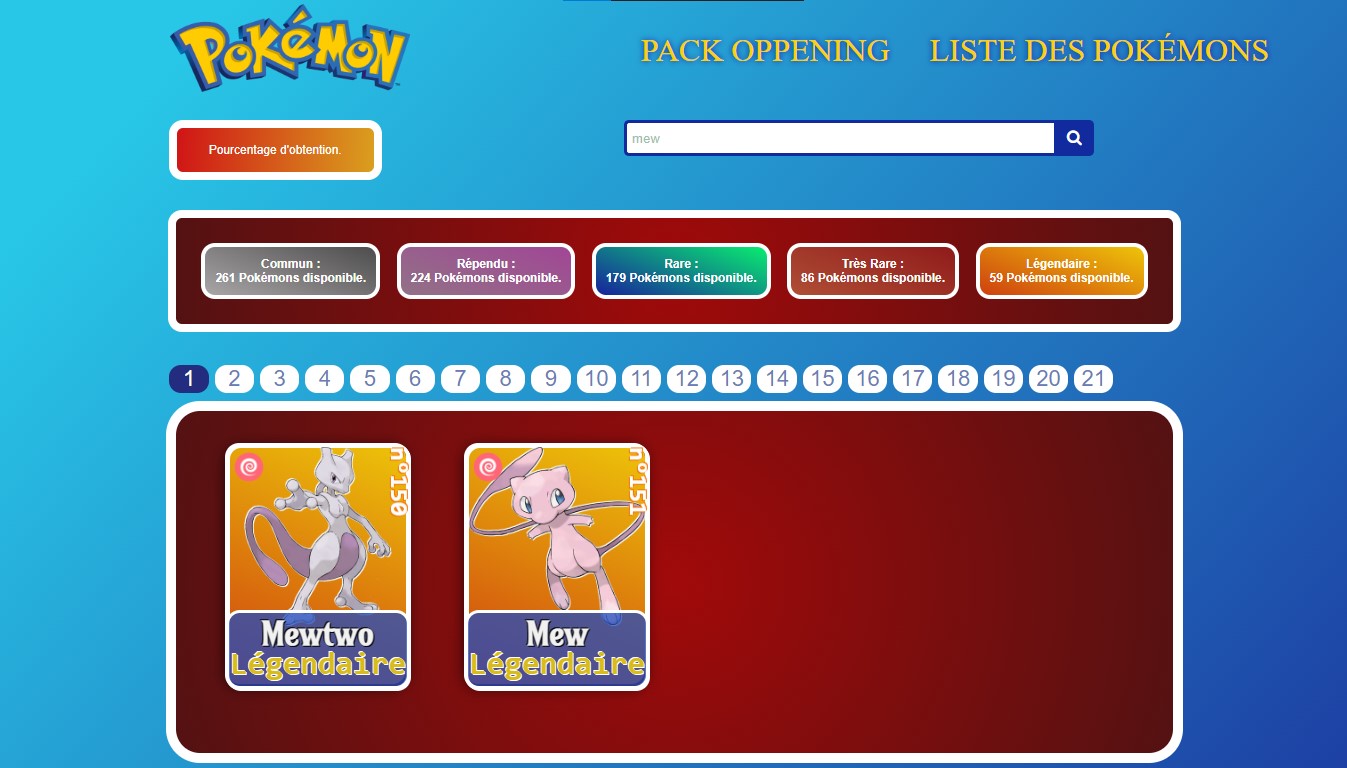 POKÉMON
PACK OPPENING
LISTE DES POKÉMONS
Pourcentage d'obtention.
mew
Commun :
261 Pokémons disponible.
Répendu :
224 Pokémons disponible.
Rare :
179 Pokémons disponible.
Très Rare :
86 Pokémons disponible.
Légendaire :
59 Pokémons disponible.
1 2 3 4 5 6 7 8 9 10 11 12 13 14 15 16 17 18 19 20 21
n°150
Mewtwo
Légendaire
n°151
Mew
Légendaire